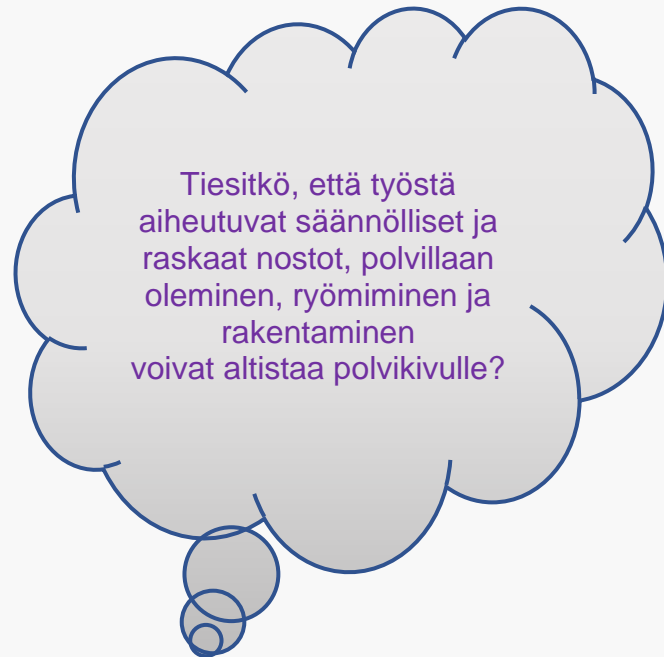 Tiesitkö, että työstä
aiheutuvat säännölliset ja
raskaat nostot, polvillaan
oleminen, ryömiminen ja
rakentaminen
voivat altistaa polvikivulle?